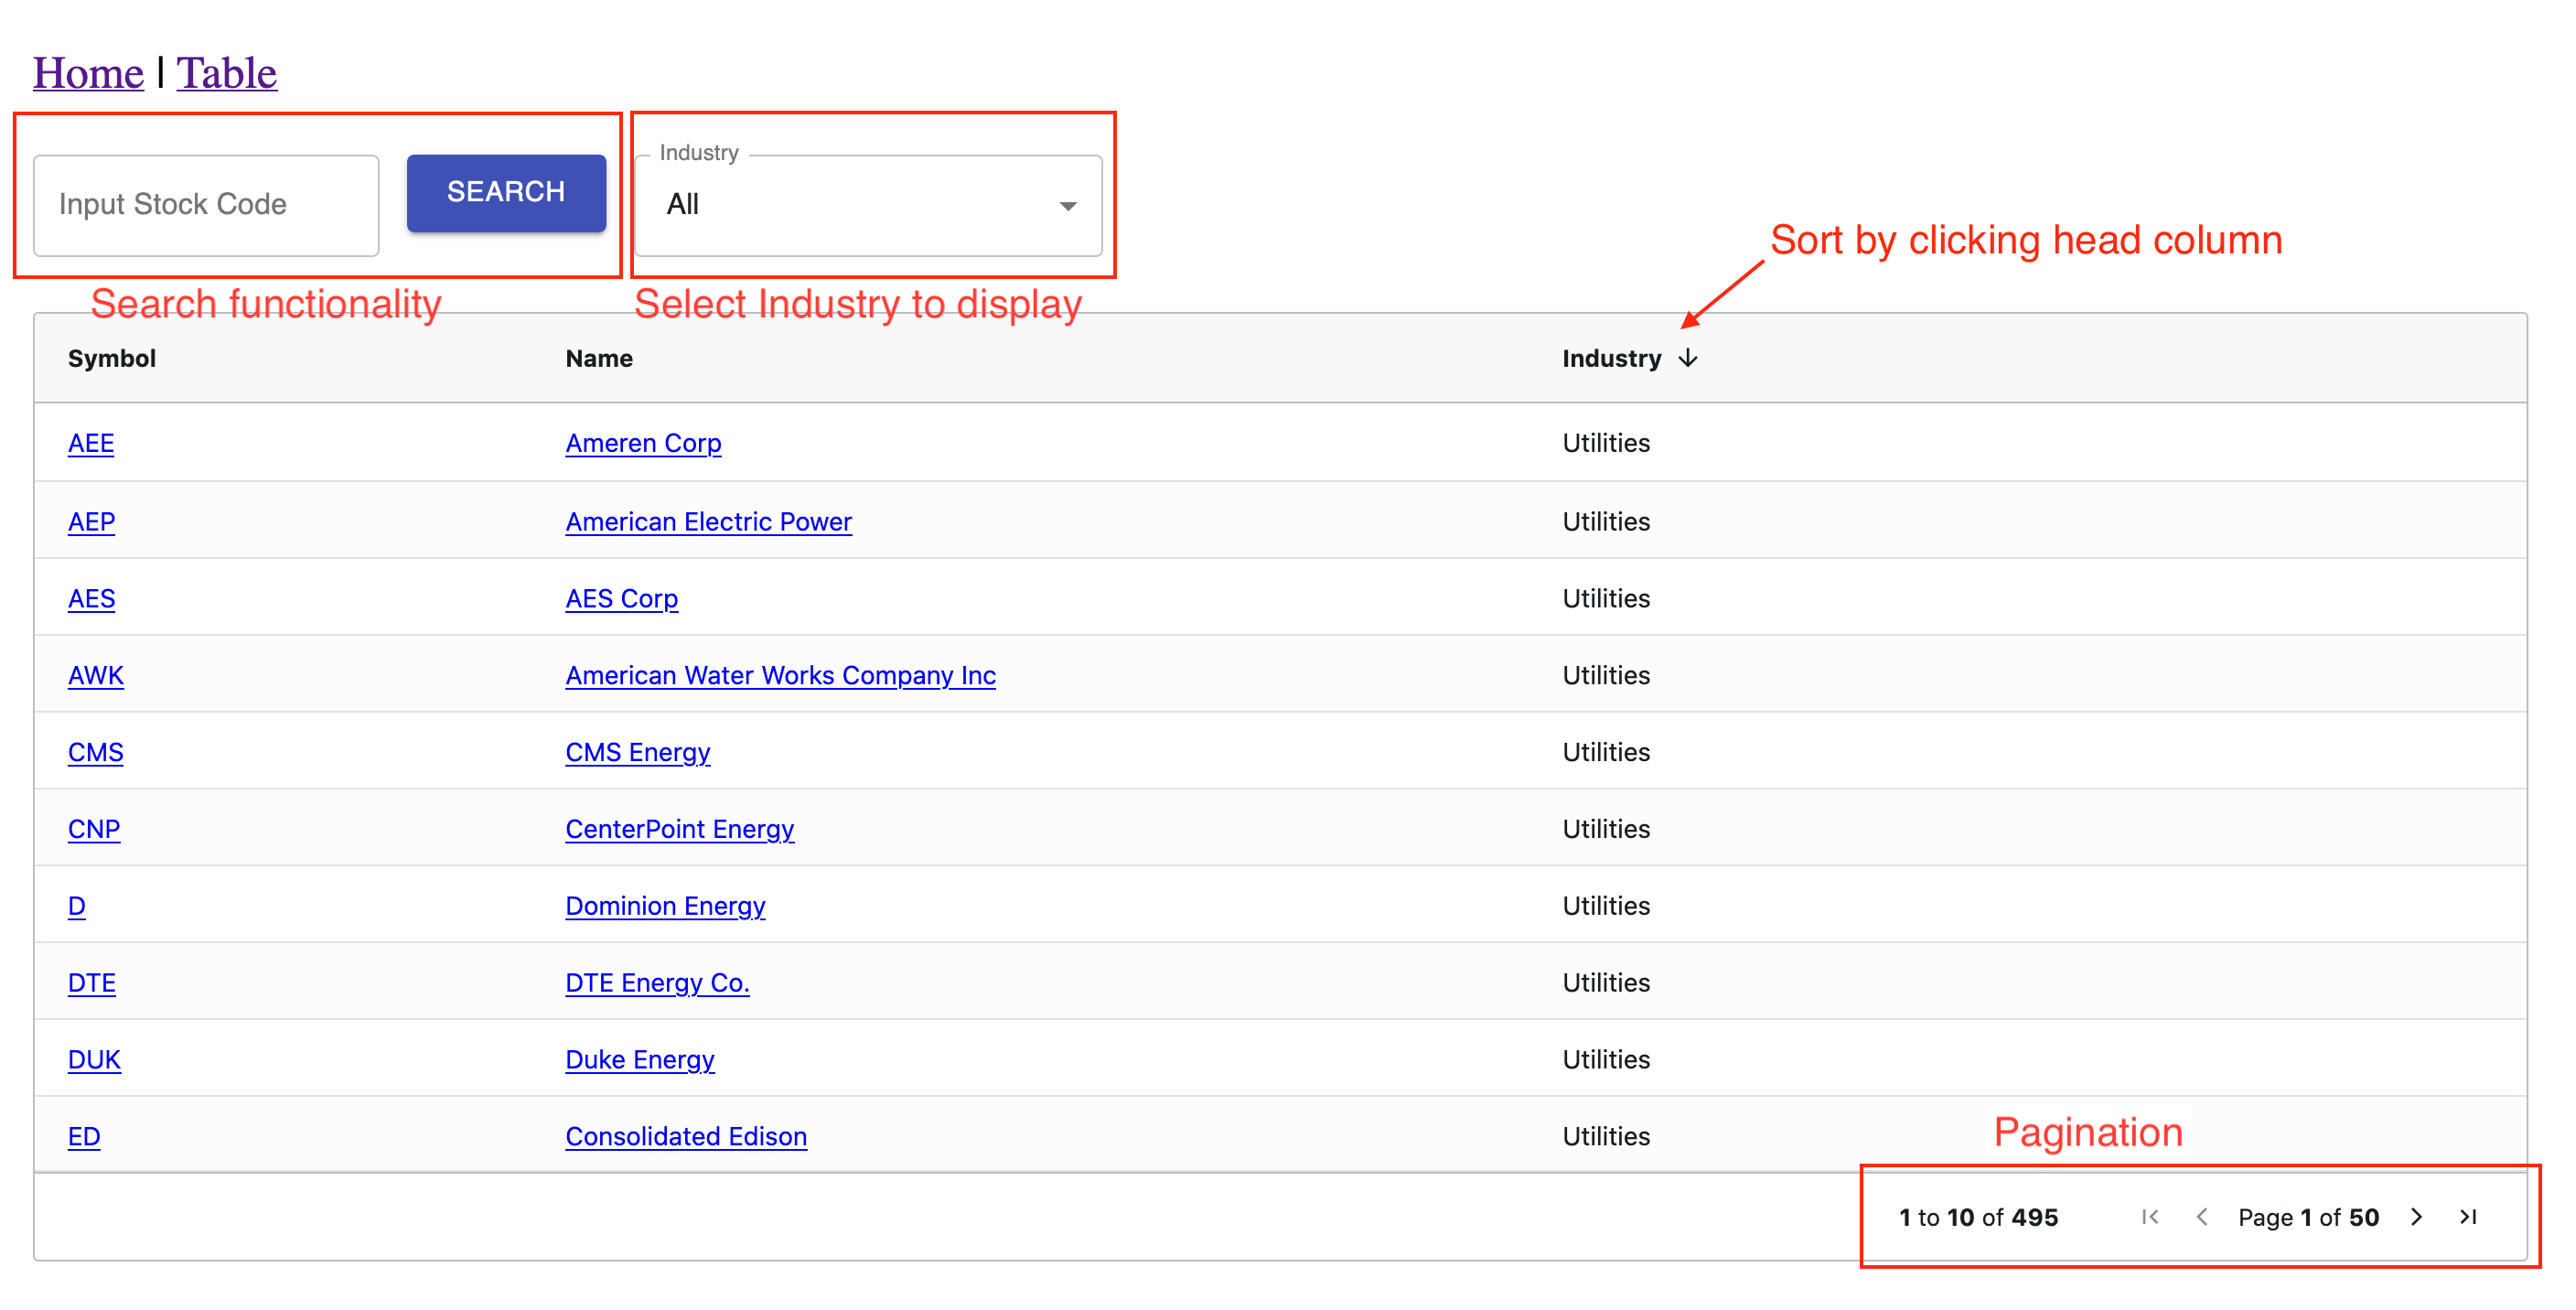 Home | Table
Industry
Input Stock Code SEARCH All
Sort by clicking head column
Search functionality Select Industry to display
Symbol Name Industry ↓
AEE Ameren Corp Utilities
AEP American Electric Power Utilities
AES AES Corp Utilities
AWK American Water Works Company Inc Utilities
CMS CMS Energy Utilities
CNP CenterPoint Energy Utilities
D Dominion Energy Utilities
DTE DTE Energy Co. Utilities
DUK Duke Energy Utilities
ED Consolidated Edison Utilities
Pagination
1 to 10 of 495 Page 1 of 50